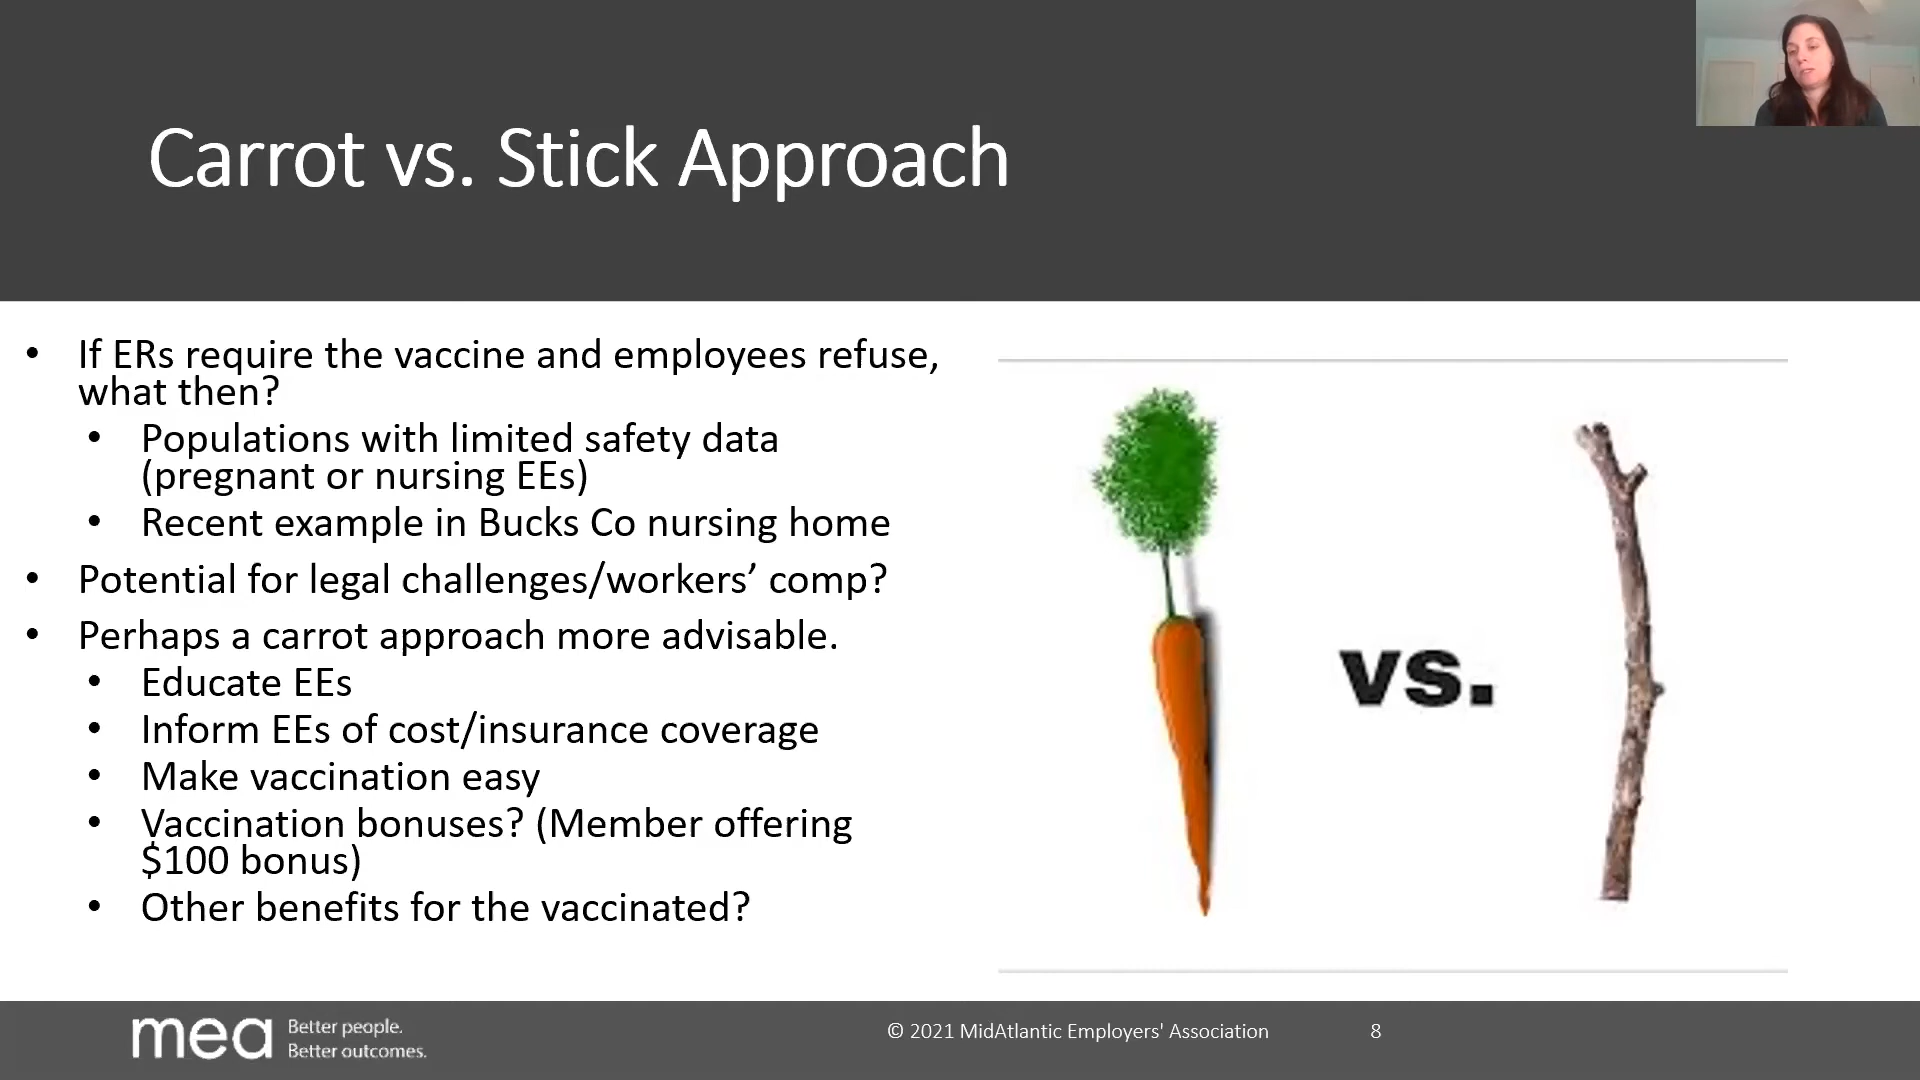 Carrot vs. Stick Approach
• If ERs require the vaccine and employees refuse,
what then?
• Populations with limited safety data
(pregnant or nursing EEs)
• Recent example in Bucks Co nursing home
• Potential for legal challenges/workers’ comp?
• Perhaps a carrot approach more advisable.
• Educate EEs
• Inform EEs of cost/insurance coverage
• Make vaccination easy
• Vaccination bonuses? (Member offering
$100 bonus)
• Other benefits for the vaccinated?
vs.
mea
Better people.
Better outcomes.
© 2021 MidAtlantic Employers' Association
8